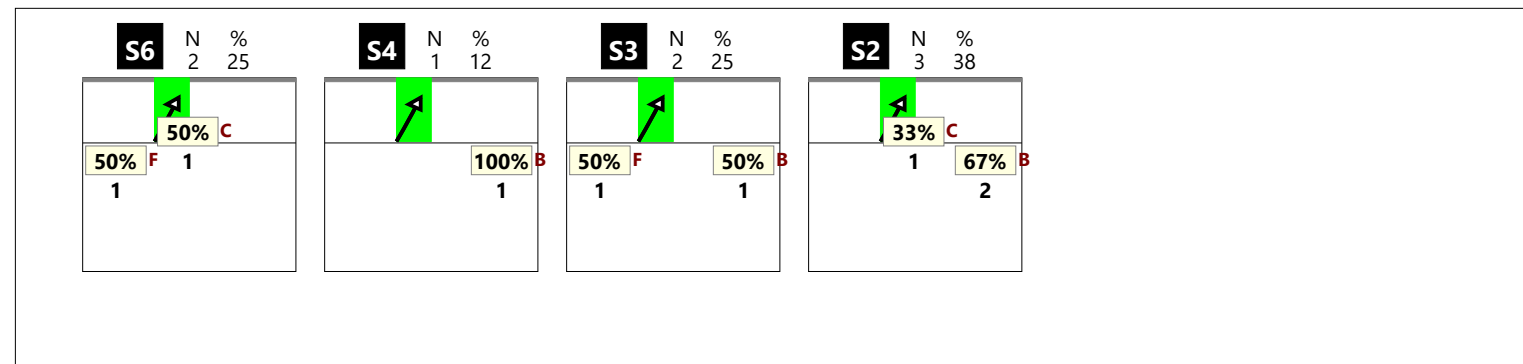 S6 N % 2 25
50% C
50% F 1
1
S4 N % 1 12
100% B
1
S3 N % 2 25
50% F 50% B
1 1
S2 N % 3 38
33% C
1 67% B
2